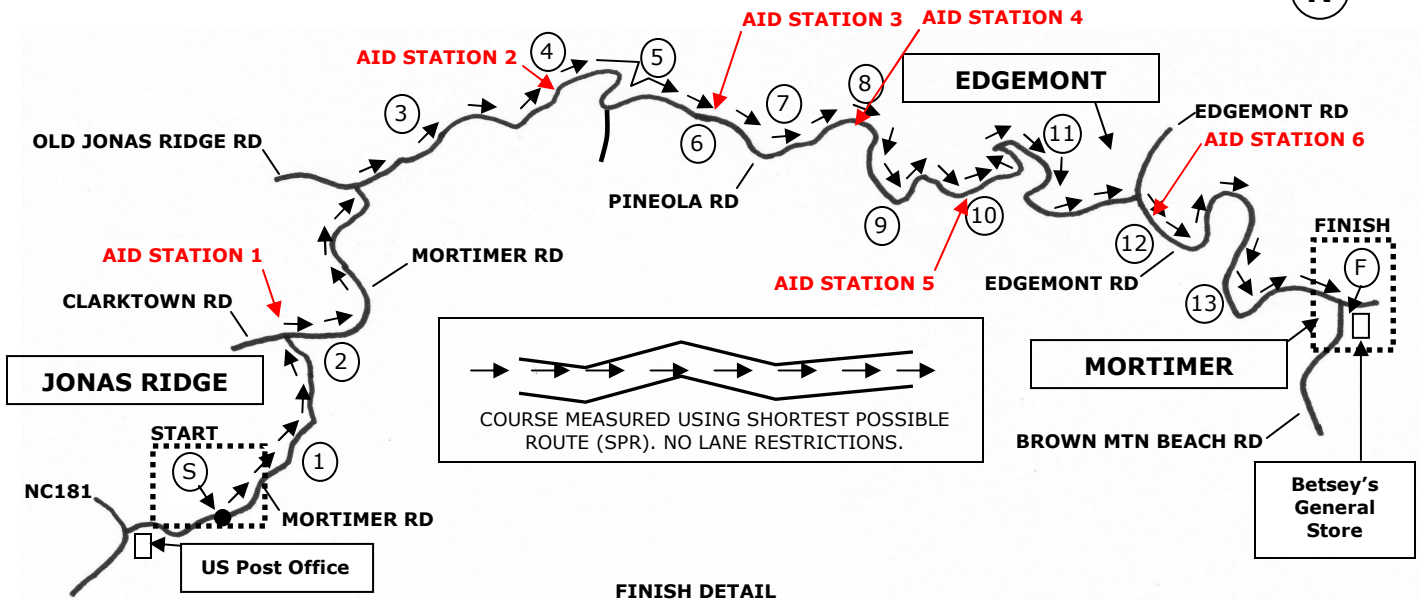 AID STATION 3
AID STATION 4
4
5
AID STATION 2
8
EDGEMONT
3
7
EDGEMONT RD
11
AID STATION 6
OLD JONAS RIDGE RD
6
PINEOLA RD
9
10
FINISH
12
AID STATION 1
MORTIMER RD
F
AID STATION 5
EDGEMONT RD
CLARKTOWN RD
13
2
JONAS RIDGE
MORTIMER
COURSE MEASURED USING SHORTEST POSSIBLE
ROUTE (SPR). NO LANE RESTRICTIONS.
START
BROWN MTN BEACH RD
S
1
NC181
MORTIMER RD
Betsey’s
General
Store
US Post Office
FINISH DETAIL